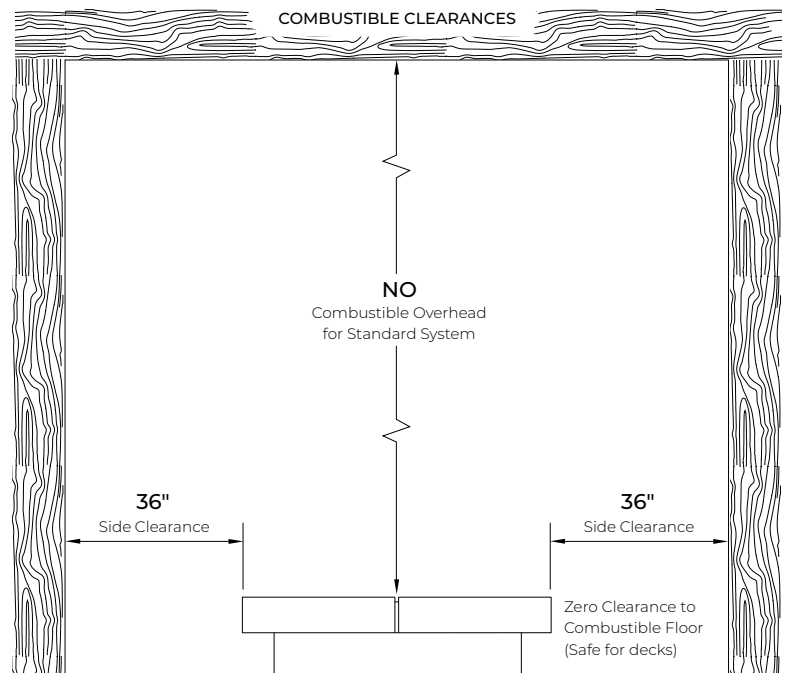 COMBUSTIBLE CLEARANCES
NO
Combustible Overhead
for Standard System
36"
Side Clearance
36"
Side Clearance
Zero Clearance to
Combustible Floor
(Safe for decks)